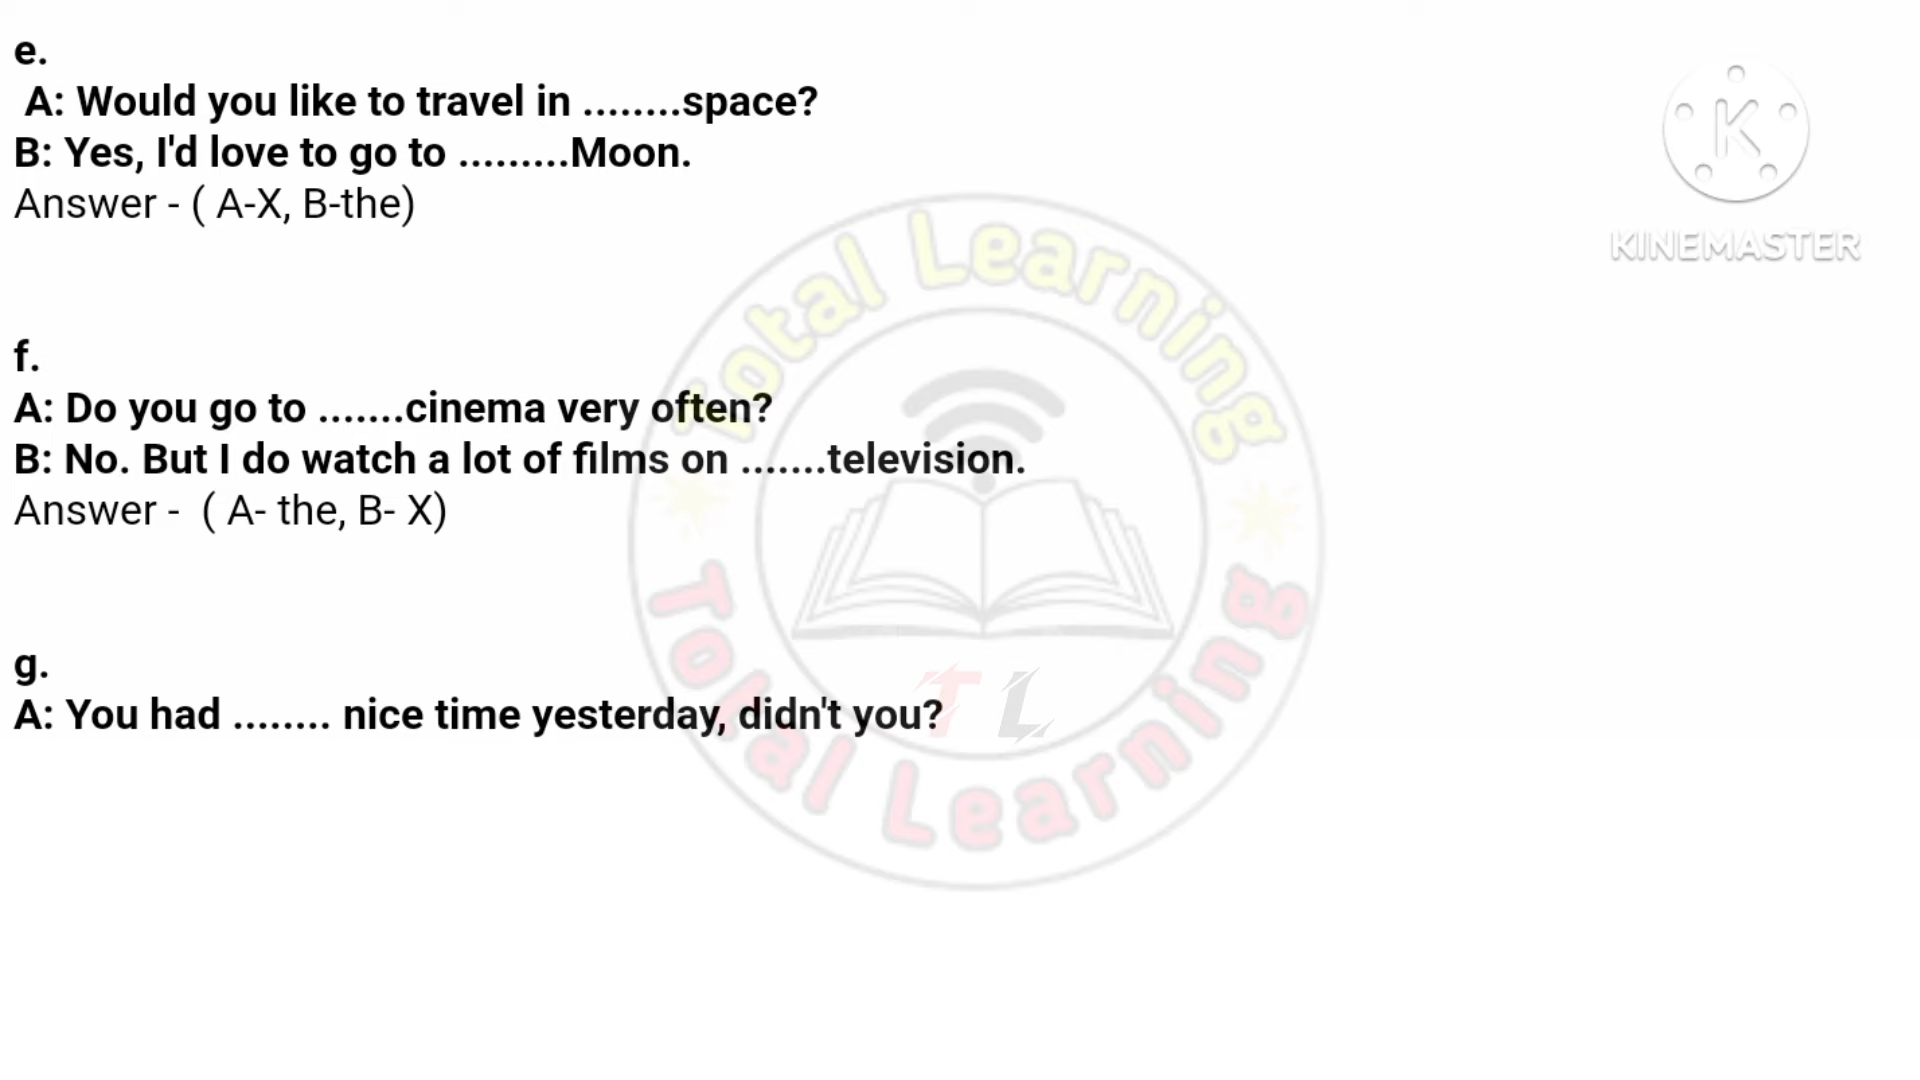 e.
A: Would you like to travel in ........space?
B: Yes, I'd love to go to .........Moon.
Answer - ( A-X, B-the)
f.
A: Do you go to .......cinema very often?
B: No. But I do watch a lot of films on .......television.
Answer -  ( A- the, B- X)
g.
A: You had ........ nice time yesterday, didn't you?
K
KINEMASTER
Total Learning
T L
Total Learning